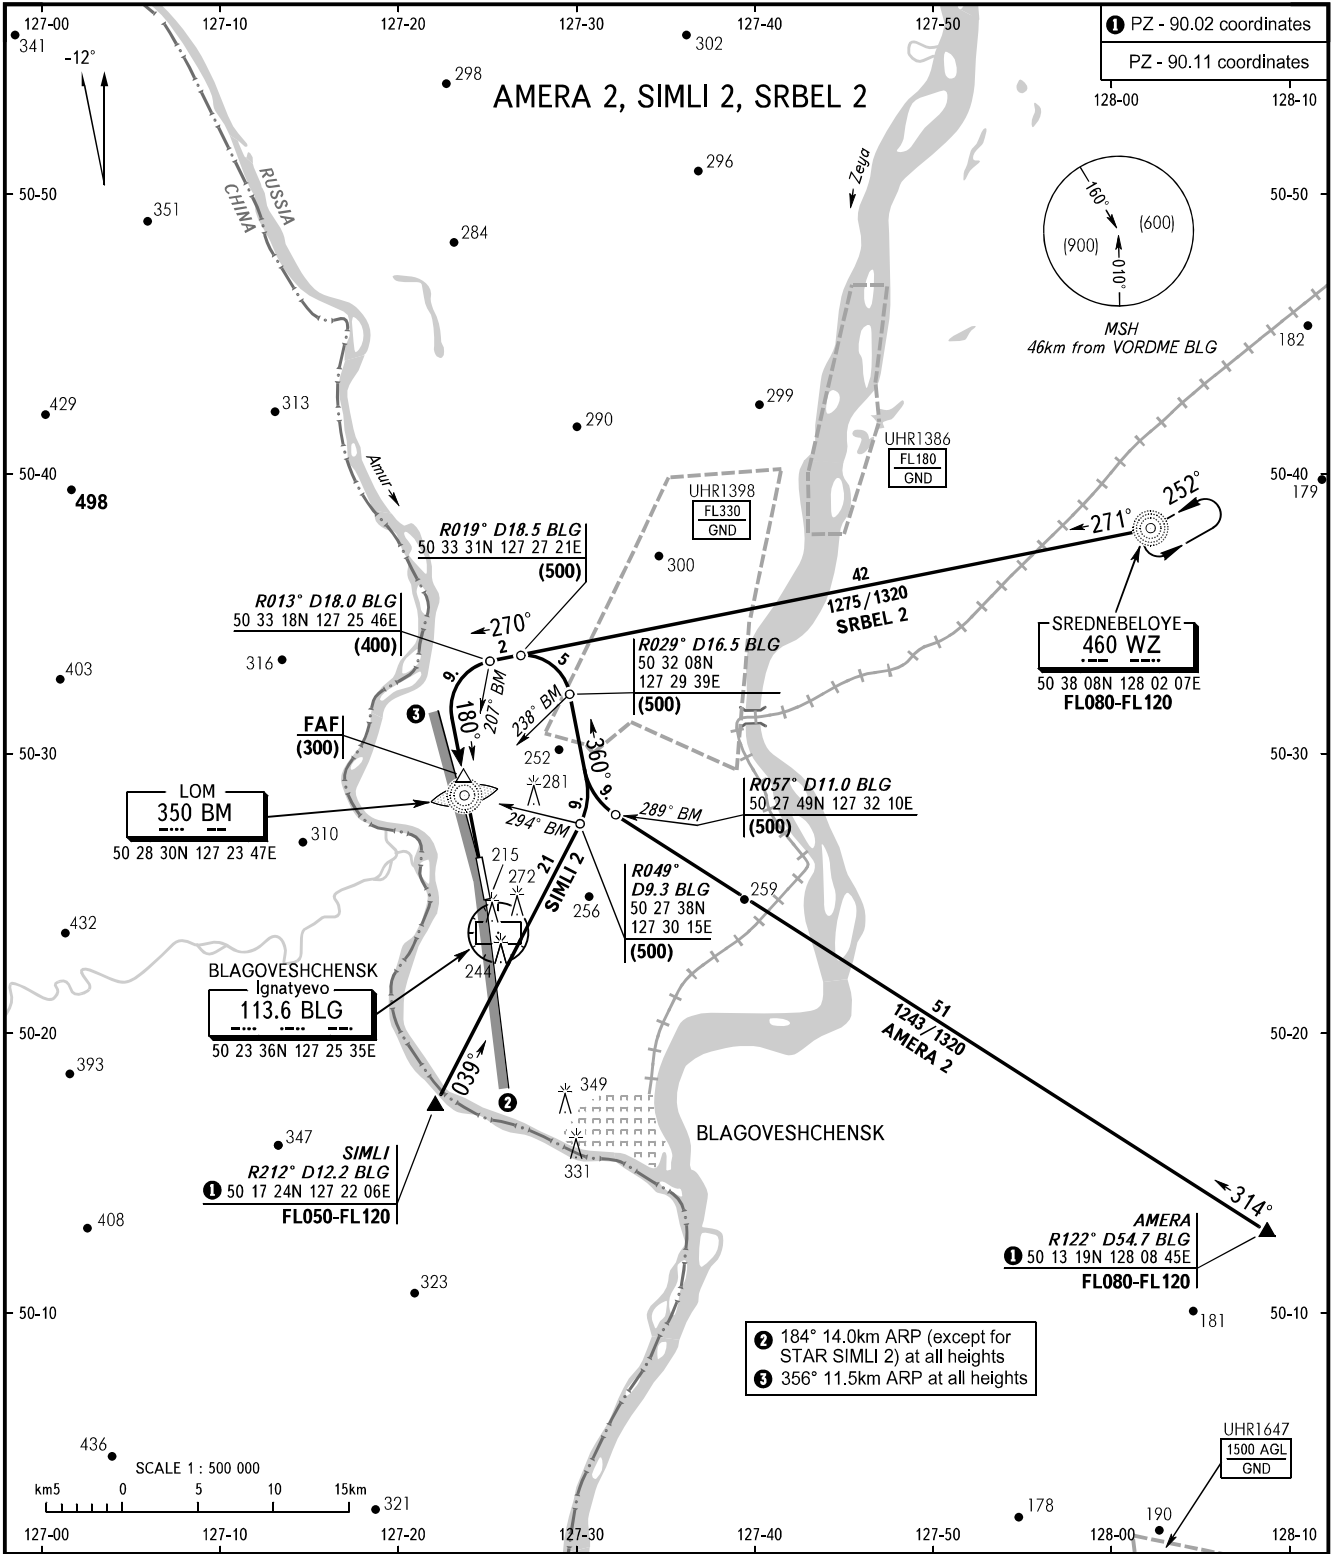 127-00
127-10
127-20
127-30
127-40
127-50
❶ PZ - 90.02 coordinates
PZ - 90.11 coordinates
128-00
128-10
341
302
-12°
298
AMERA 2, SIMLI 2, SRBEL 2
296
Zeya
50-50
50-50
RUSSIA
CHINA
351
284
160°
(600)
(900)
010°
MSH
46km from VORDME BLG
182
429
313
299
290
UHR1386
FL180
GND
50-40
50-40
Amur
498
UHR1398
FL330
GND
252°
179
271°
R019° D18.5 BLG
50 33 31N 127 27 21E
(500)
300
42
1275/1320
SRBEL 2
R013° D18.0 BLG
50 33 18N 127 25 46E
(400)
270°
2
5
9.
R029° D16.5 BLG
50 32 08N
127 29 39E
(500)
SREDNEBELOYE
460 WZ
50 38 08N 128 02 07E
FL080-FL120
403
316
207° BM
238° BM
180°
❸
FAF
(300)
252
360°
50-30
50-30
281
9.
9.
R057° D11.0 BLG
50 27 49N 127 32 10E
(500)
289° BM
294° BM
LOM
350 BM
50 28 30N 127 23 47E
310
215
272
21
SIMLI 2
256
R049°
D9.3 BLG
50 27 38N
127 30 15E
(500)
259
432
244
BLAGOVESHCHENSK
Ignatyevo
113.6 BLG
50 23 36N 127 25 35E
51
1243/1320
AMERA 2
50-20
50-20
393
039°
❷
349
331
BLAGOVESHCHENSK
347
SIMLI
R212° D12.2 BLG
❶ 50 17 24N 127 22 06E
FL050-FL120
408
314°
AMERA
R122° D54.7 BLG
❶ 50 13 19N 128 08 45E
FL080-FL120
323
50-10
50-10
181
❷ 184° 14.0km ARP (except for
STAR SIMLI 2) at all heights
❸ 356° 11.5km ARP at all heights
436
UHR1647
1500 AGL
GND
SCALE 1 : 500 000
km5 0 5 10 15km
321
178
190
127-00
127-10
127-20
127-30
127-40
127-50
128-00
128-10